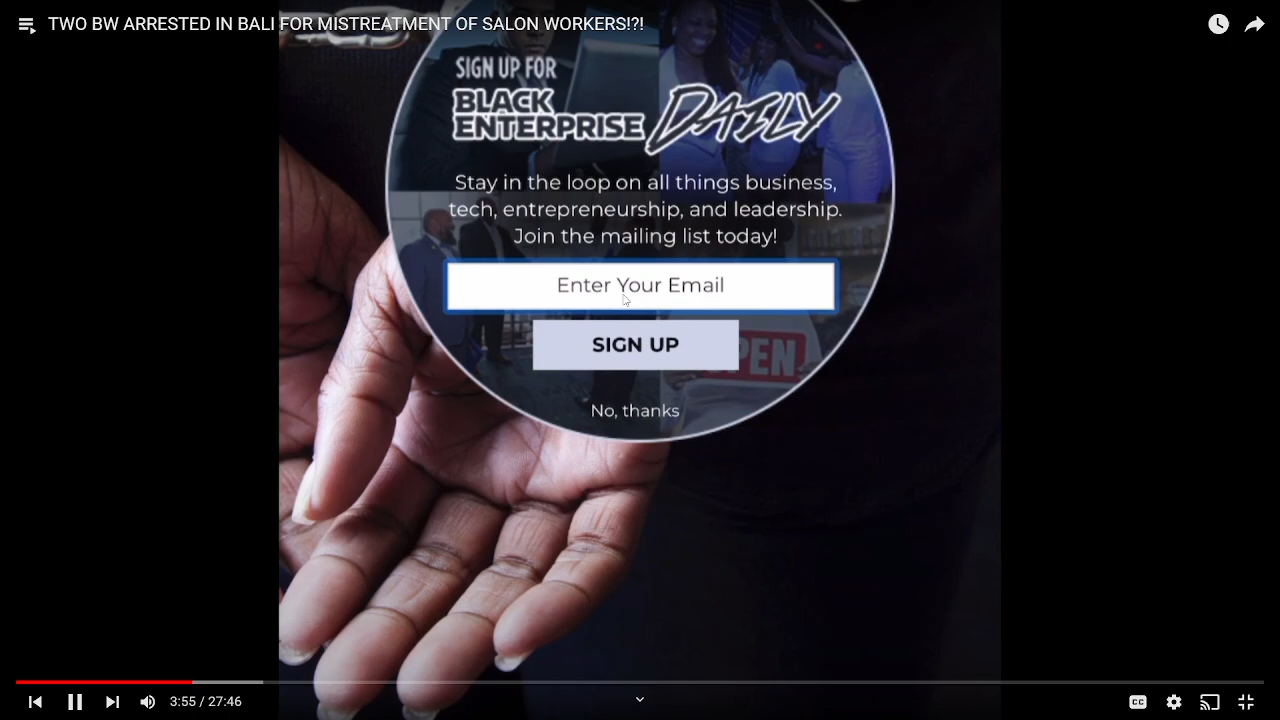 TWO BW ARRESTED IN BALI FOR MISTREATMENT OF SALON WORKERS!?!
SIGN UP FOR
BLACK
ENTERPRISE DAILY
Stay in the loop on all things business,
tech, entrepreneurship, and leadership.
Join the mailing list today!
Enter Your Email
SIGN UP
OPEN
No, thanks
3:55 / 27:46
CC